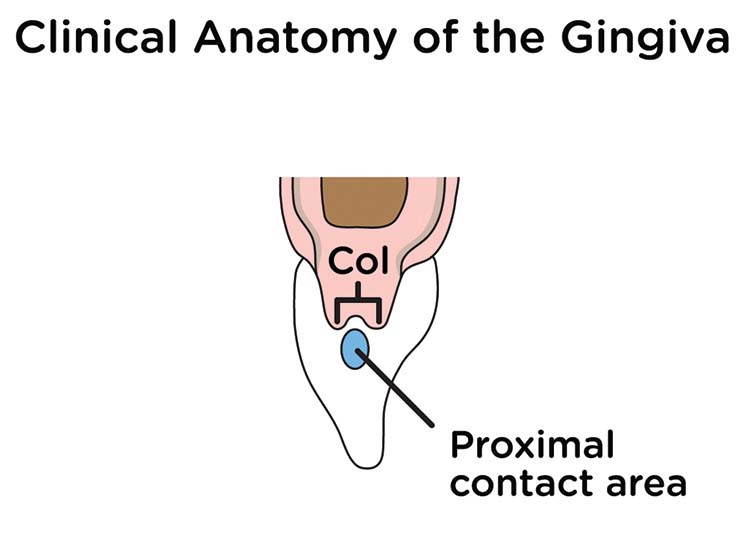 Clinical Anatomy of the Gingiva
Col
Proximal
contact area